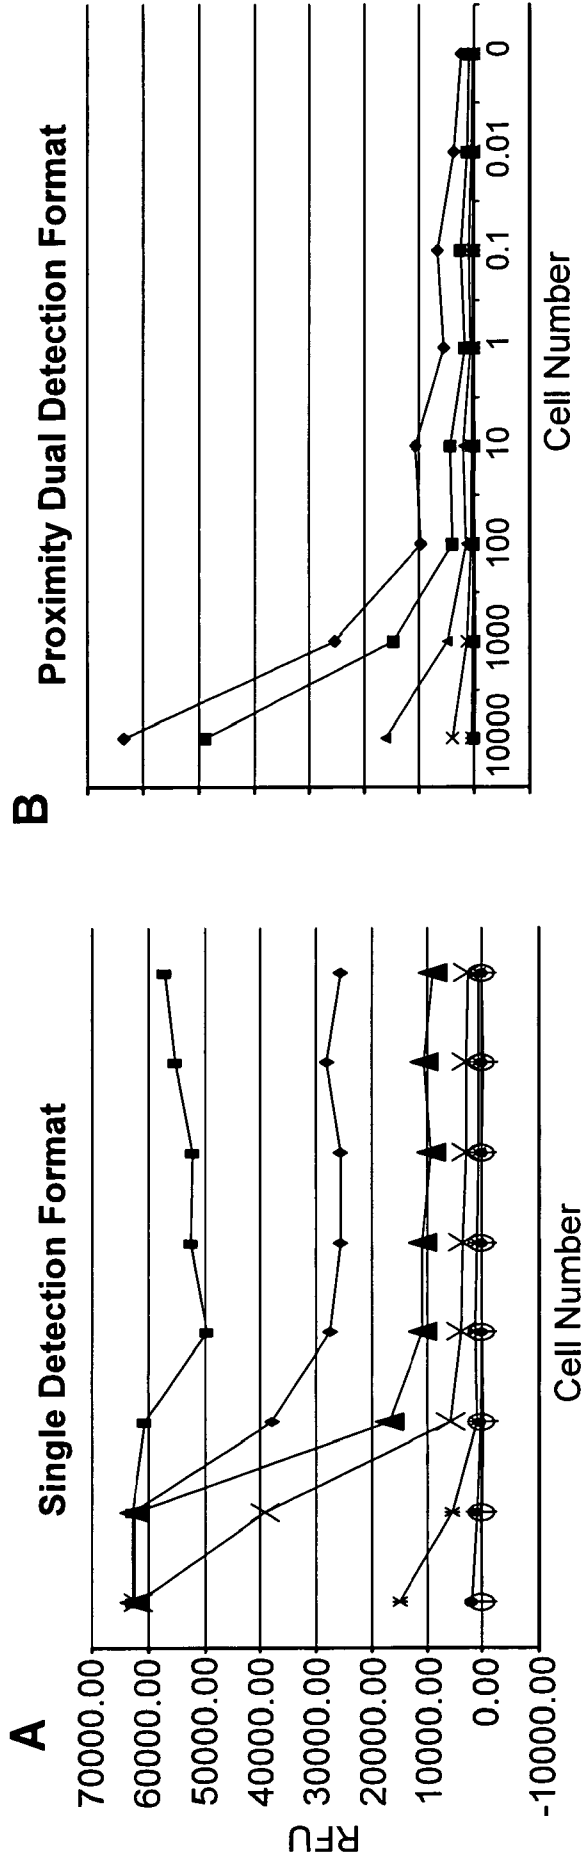 A
Single Detection Format
70000.00
60000.00
50000.00
40000.00
30000.00
20000.00
10000.00
0.00
-10000.00
RFU
Cell Number
B
Proximity Dual Detection Format
10000 1000 100 10 1 0.1 0.01 0
Cell Number